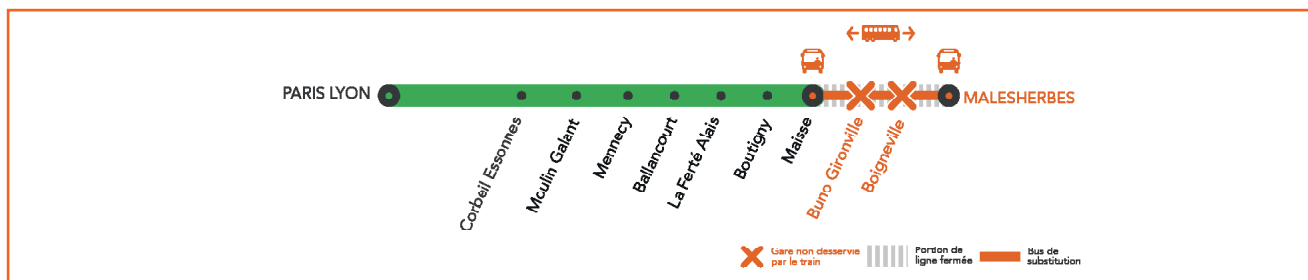 PARIS LYON
Corbeil Essonnes
Moulin Galant
Mennecy
Ballancourt
La Ferté Alais
Boutigny
Maisse
Buno Gironville
Boigneville
MALESHERBES
Gare non desservie
par le train
Portion de
ligne fermée
Bus de
substitution